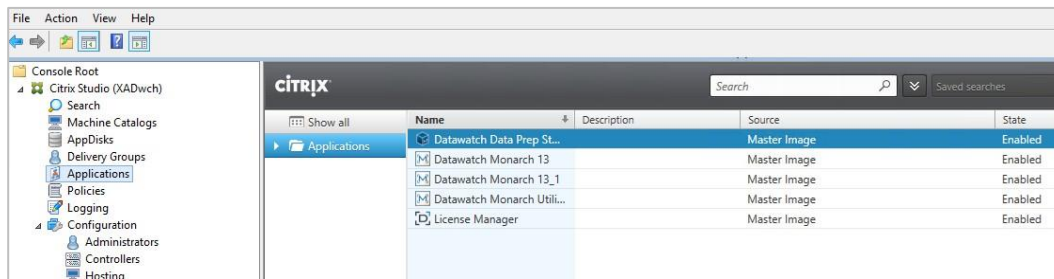 File Action View Help
Console Root
Citrix Studio (XADwch)
Search
Machine Catalogs
AppDisks
Delivery Groups
Applications
Policies
Logging
Configuration
Administrators
Controllers
Hosting
CITRIX
Search
Saved searches
Show all
Applications
Name Description Source State
Datawatch Data Prep St... Master Image Enabled
Datawatch Monarch 13 Master Image Enabled
Datawatch Monarch 13_1 Master Image Enabled
Datawatch Monarch Utili... Master Image Enabled
License Manager Master Image Enabled